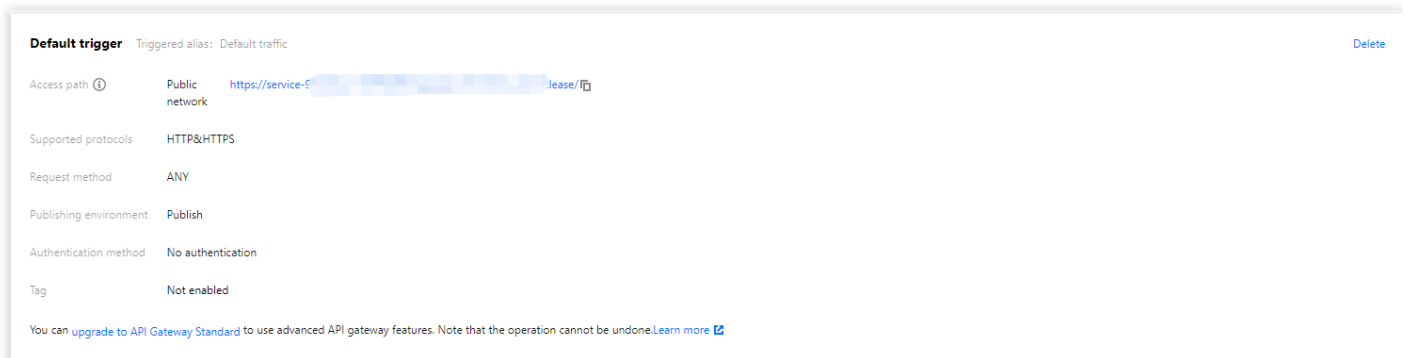 Default trigger Triggered alias: Default traffic Delete
Access path Public network https://service-9 lease/
Supported protocols HTTP&HTTPS
Request method ANY
Publishing environment Publish
Authentication method No authentication
Tag Not enabled
You can upgrade to API Gateway Standard to use advanced API gateway features. Note that the operation cannot be undone.Learn more